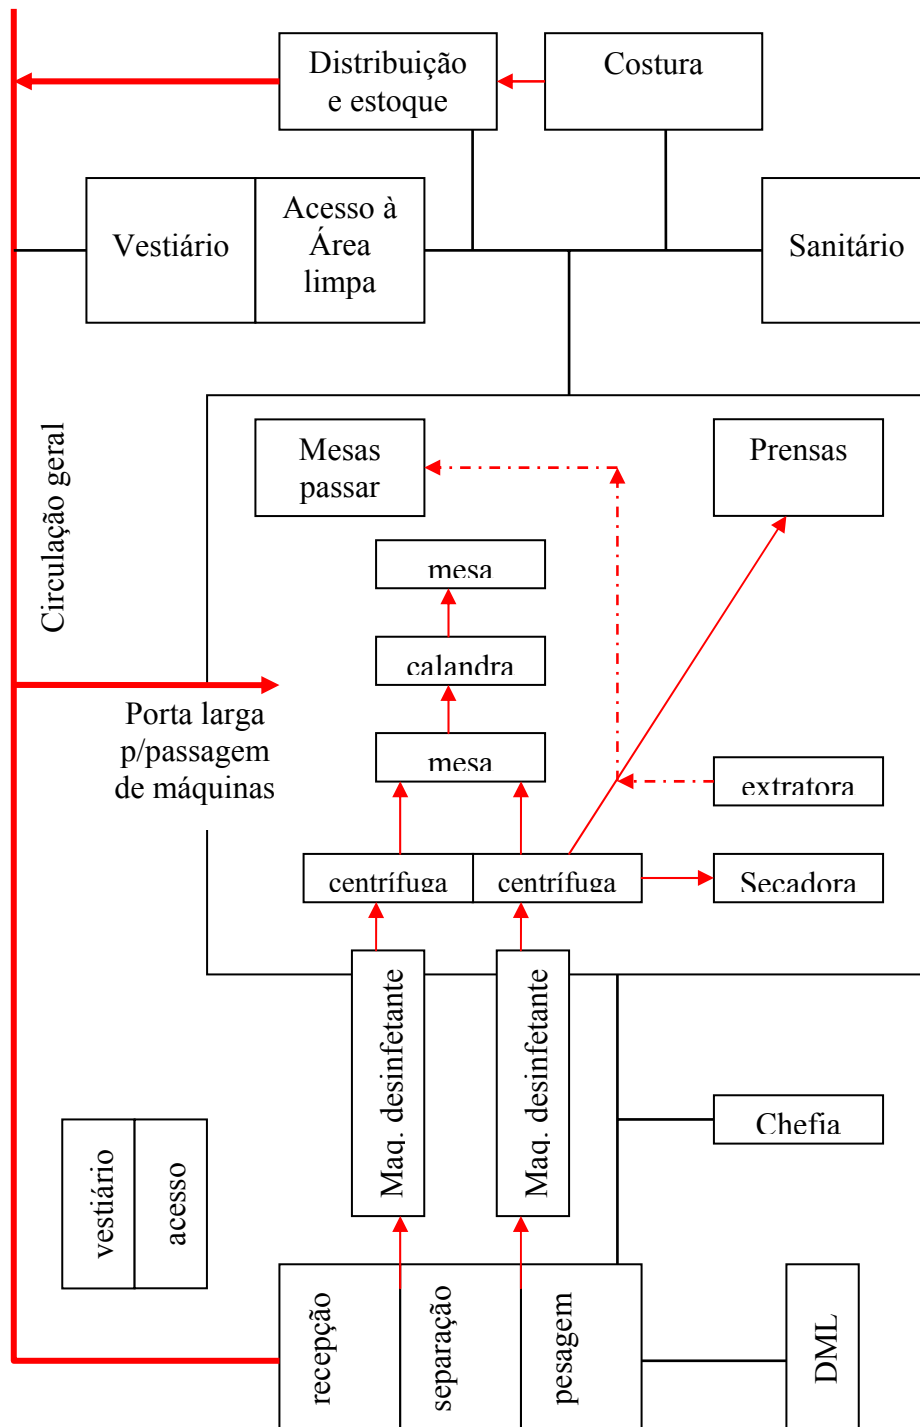 Distribuição
e estoque
Costura
Vestiário
Acesso à
Área
limpa
Sanitário
Circulação geral
Mesas
passar
Prensas
mesa
calandra
Porta larga
p/passagem
de máquinas
mesa
extratora
centrífuga
centrífuga
Secadora
Maq. desinfetante
Maq. desinfetante
Chefia
vestiário
acesso
recepção
separação
pesagem
DML